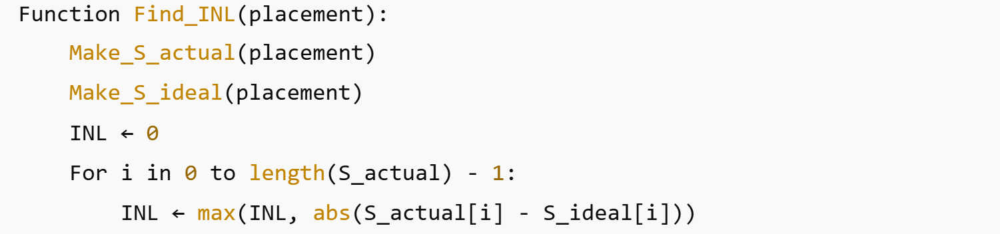 Function Find_INL(placement):
Make_S_actual(placement)
Make_S_ideal(placement)
INL ← 0
For i in 0 to length(S_actual) - 1:
INL ← max(INL, abs(S_actual[i] - S_ideal[i]))